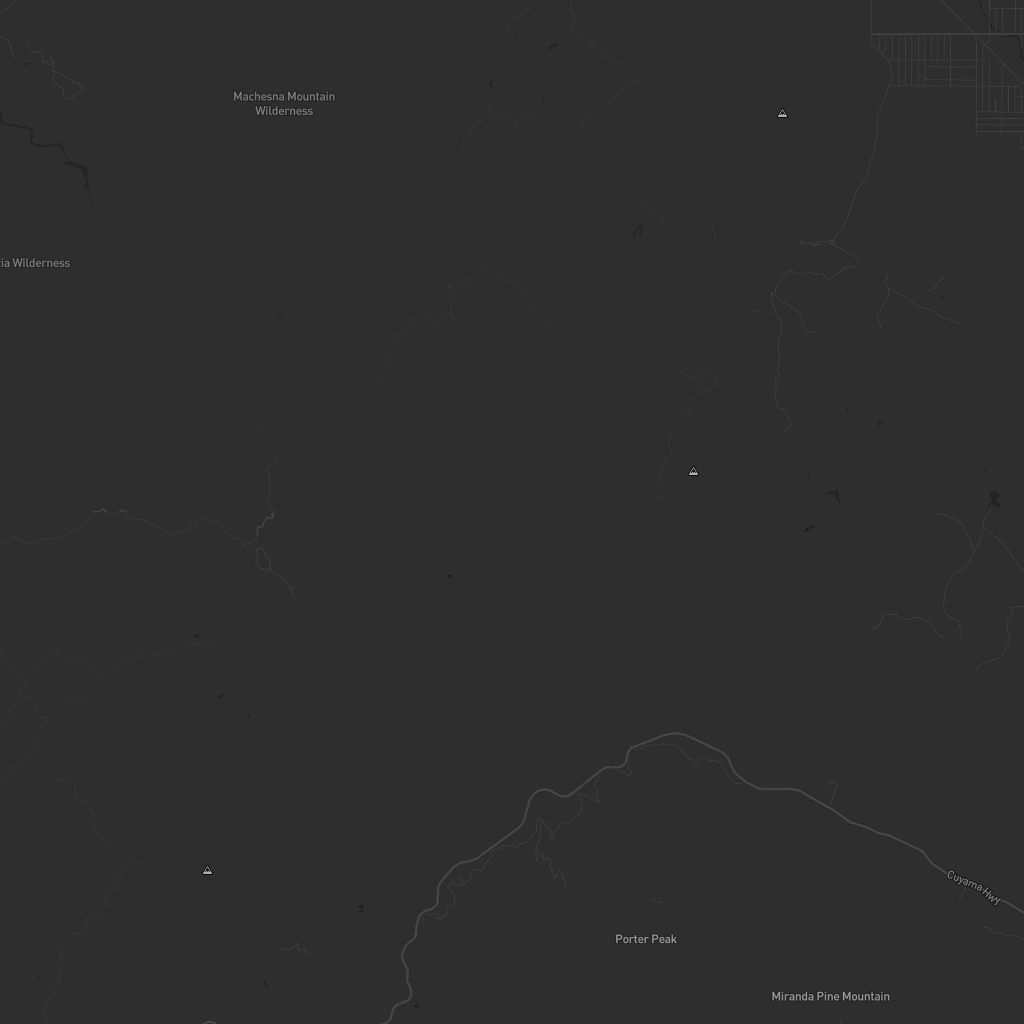 Machesna Mountain
Wilderness
ia Wilderness
Cuyama Hwy
Porter Peak
Miranda Pine Mountain